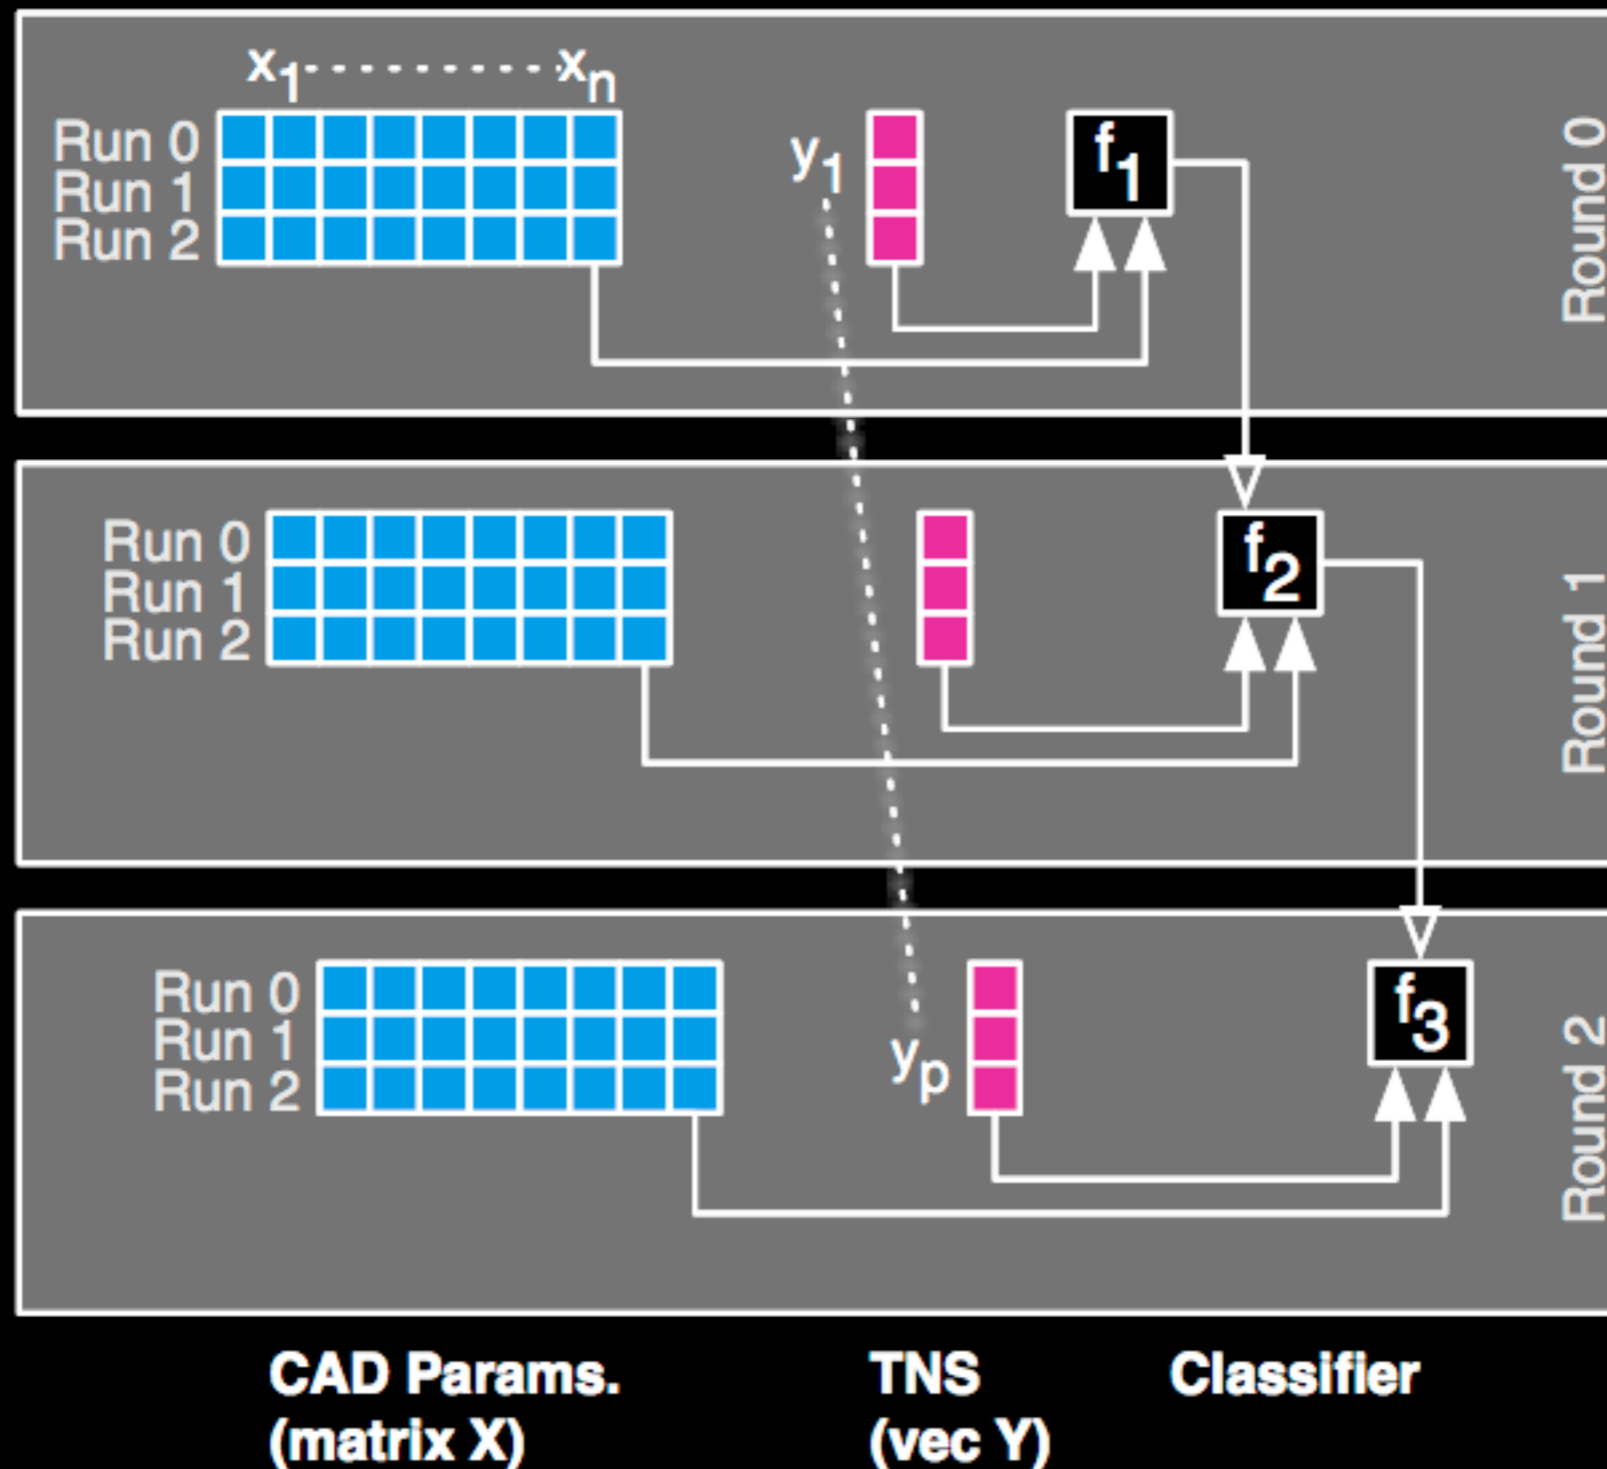 x1 xn
Run 0
Run 1
Run 2
y1
f1
Round 0
Run 0
Run 1
Run 2
f2
Round 1
Run 0
Run 1
Run 2
yp
f3
Round 2
CAD Params.
(matrix X)
TNS
(vec Y)
Classifier